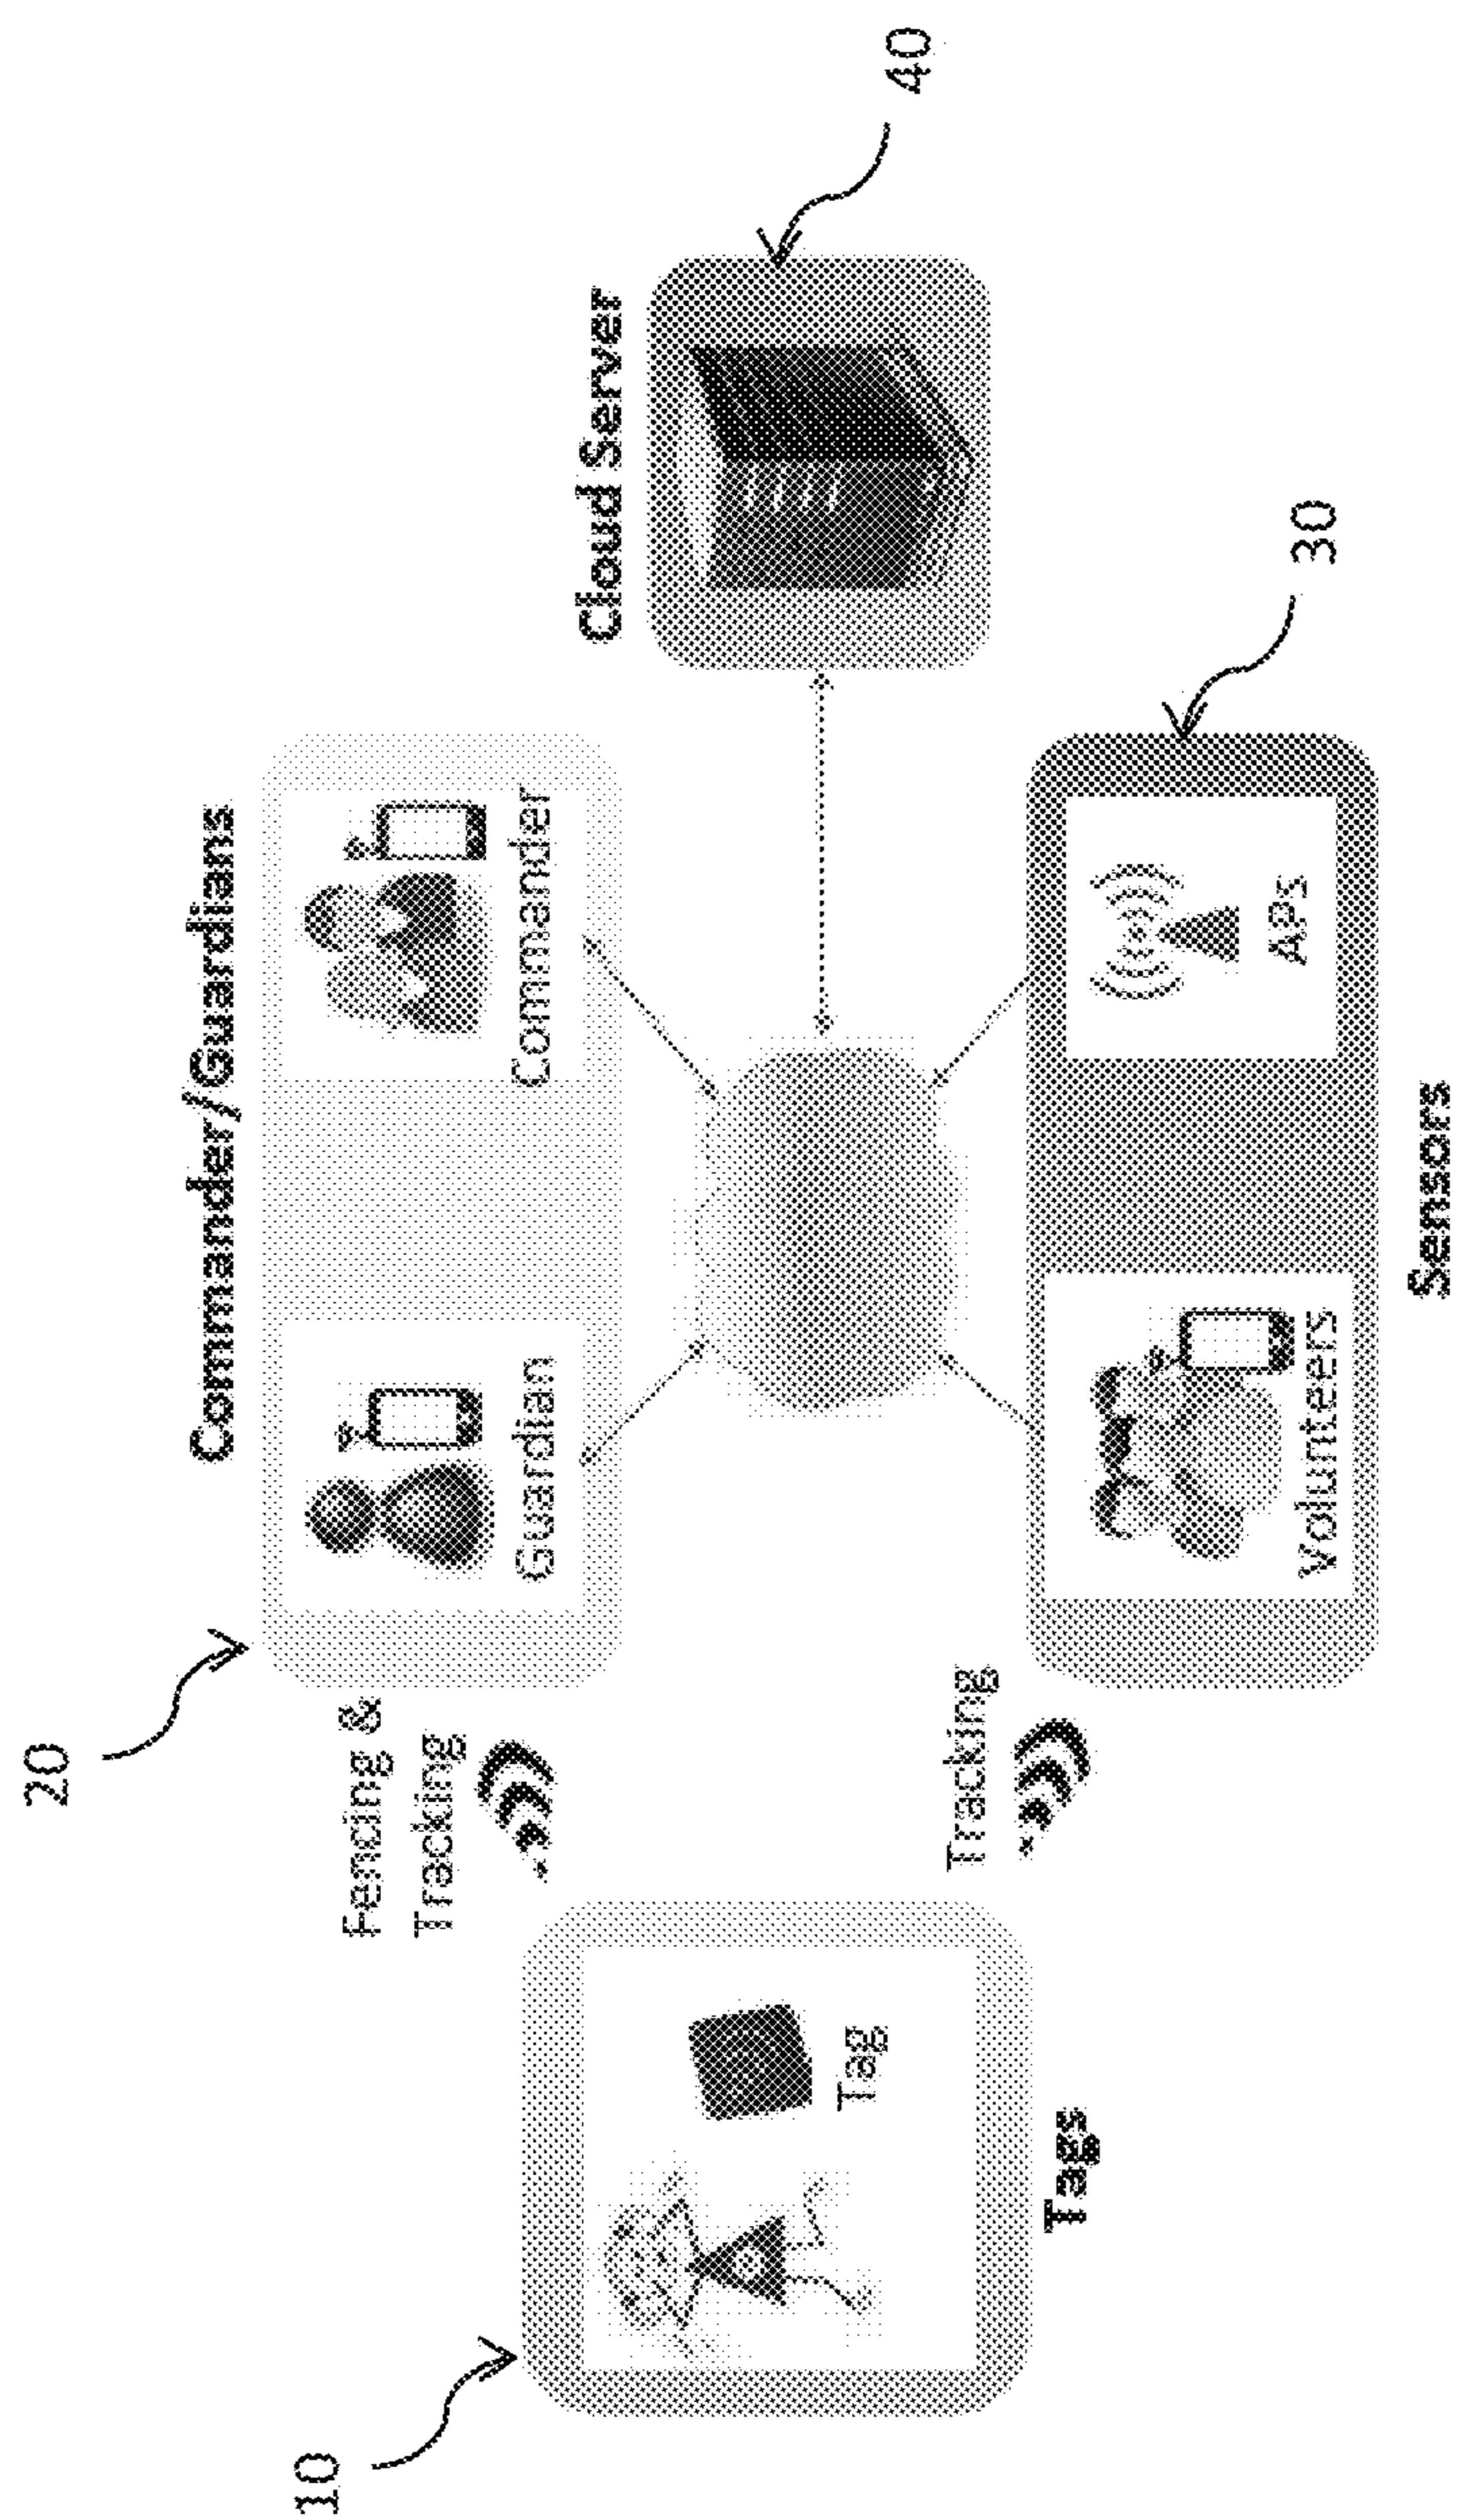 20
Commander/Guardians
Fencing &
Tracking
Guardian
Commander
Cloud Server
40
10
Tag
Tags
Tracking
Volunteers
APs
30
Sensors